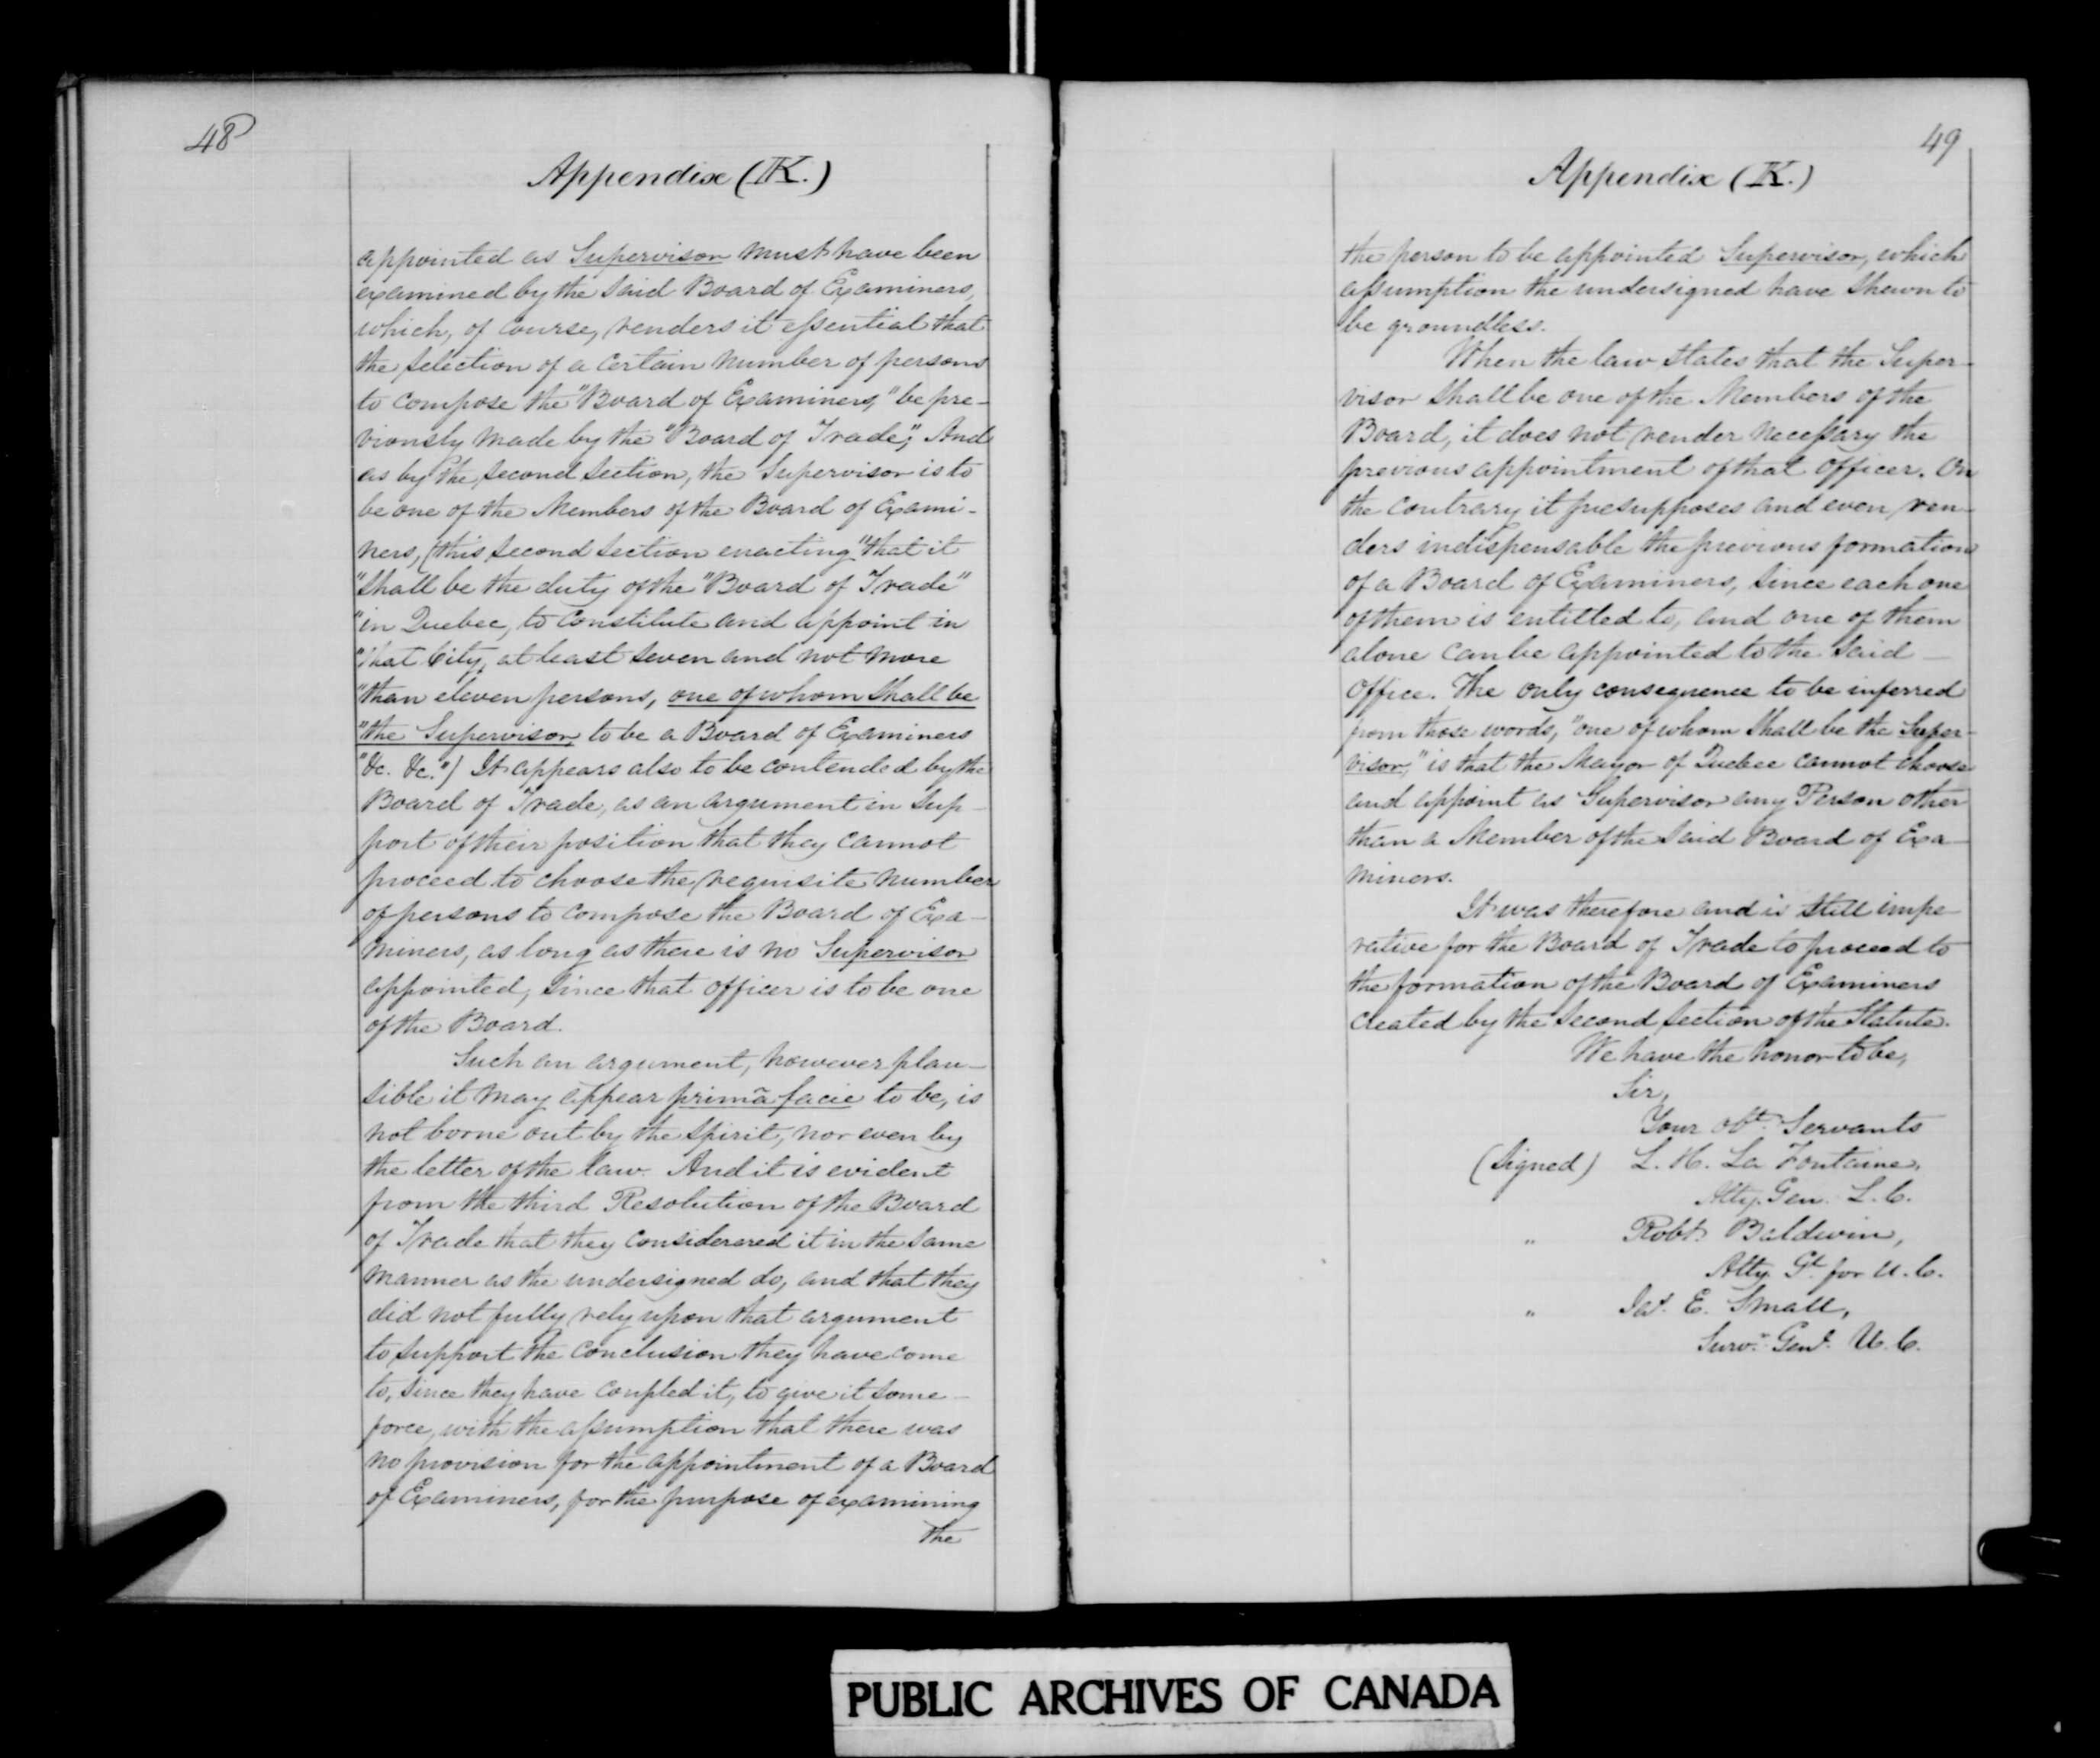 48
Appendix (K.)
appointed as Supervisor must have been
examined by the said Board of Examiners,
which, of course, renders it essential that
the selection of a certain number of persons
to compose the "Board of Examiners," be pre-
viously made by the "Board of Trade"; And
as by the second section, the Supervisor is to
be one of the Members of the Board of Exami-
ners, (this second section enacting "that it
"shall be the duty of the "Board of Trade"
"in Quebec, to constitute and appoint in
"that City, at least seven and not more
"than eleven persons, one of whom shall be
"the Supervisor, to be a Board of Examiners
"&c. &c.") It appears also to be contended by the
Board of Trade, as an argument in sup-
port of their position that they cannot
proceed to choose the requisite number
of persons to compose the Board of Exa-
miners, as long as there is no Supervisor
appointed, since that officer is to be one
of the Board.
Such an argument, however plau-
sible it may appear primâ facie to be, is
not borne out by the spirit, nor even by
the letter of the law. And it is evident
from the third Resolution of the Board
of Trade that they considerered it in the same
manner as the undersigned do, and that they
did not fully rely upon that argument
to support the conclusion they have come
to, since they have coupled it, to give it some
force, with the assumption that there was
no provision for the appointment of a Board
of Examiners, for the purpose of examining
the
49
Appendix (K.)
the person to be appointed Supervisor, which
assumption the undersigned have shewn to
be groundless.
When the law states that the Super-
visor shall be one of the Members of the
Board, it does not render necessary the
previous appointment of that officer. On
the contrary it presupposes and even ren-
ders indispensable the previous formation
of a Board of Examiners, since each one
of them is entitled to, and one of them
alone can be appointed to the said
Office. The only consequence to be inferred
from those words, "one of whom shall be the Super-
visor," is that the Mayor of Quebec cannot choose
and appoint as Supervisor any Person other
than a Member of the said Board of Exa-
miners.
It was therefore and is still impe-
rative for the Board of Trade to proceed to
the formation of the Board of Examiners
created by the second section of the Statute.
We have the honor to be,
Sir,
Your obt. Servants
(Signed) L. H. La Fontaine,
Atty. Gen. L. C.
" Robt. Baldwin,
Atty. Gl. for U. C.
" Jas. E. Small,
Survr. Genl. U. C.
PUBLIC ARCHIVES OF CANADA